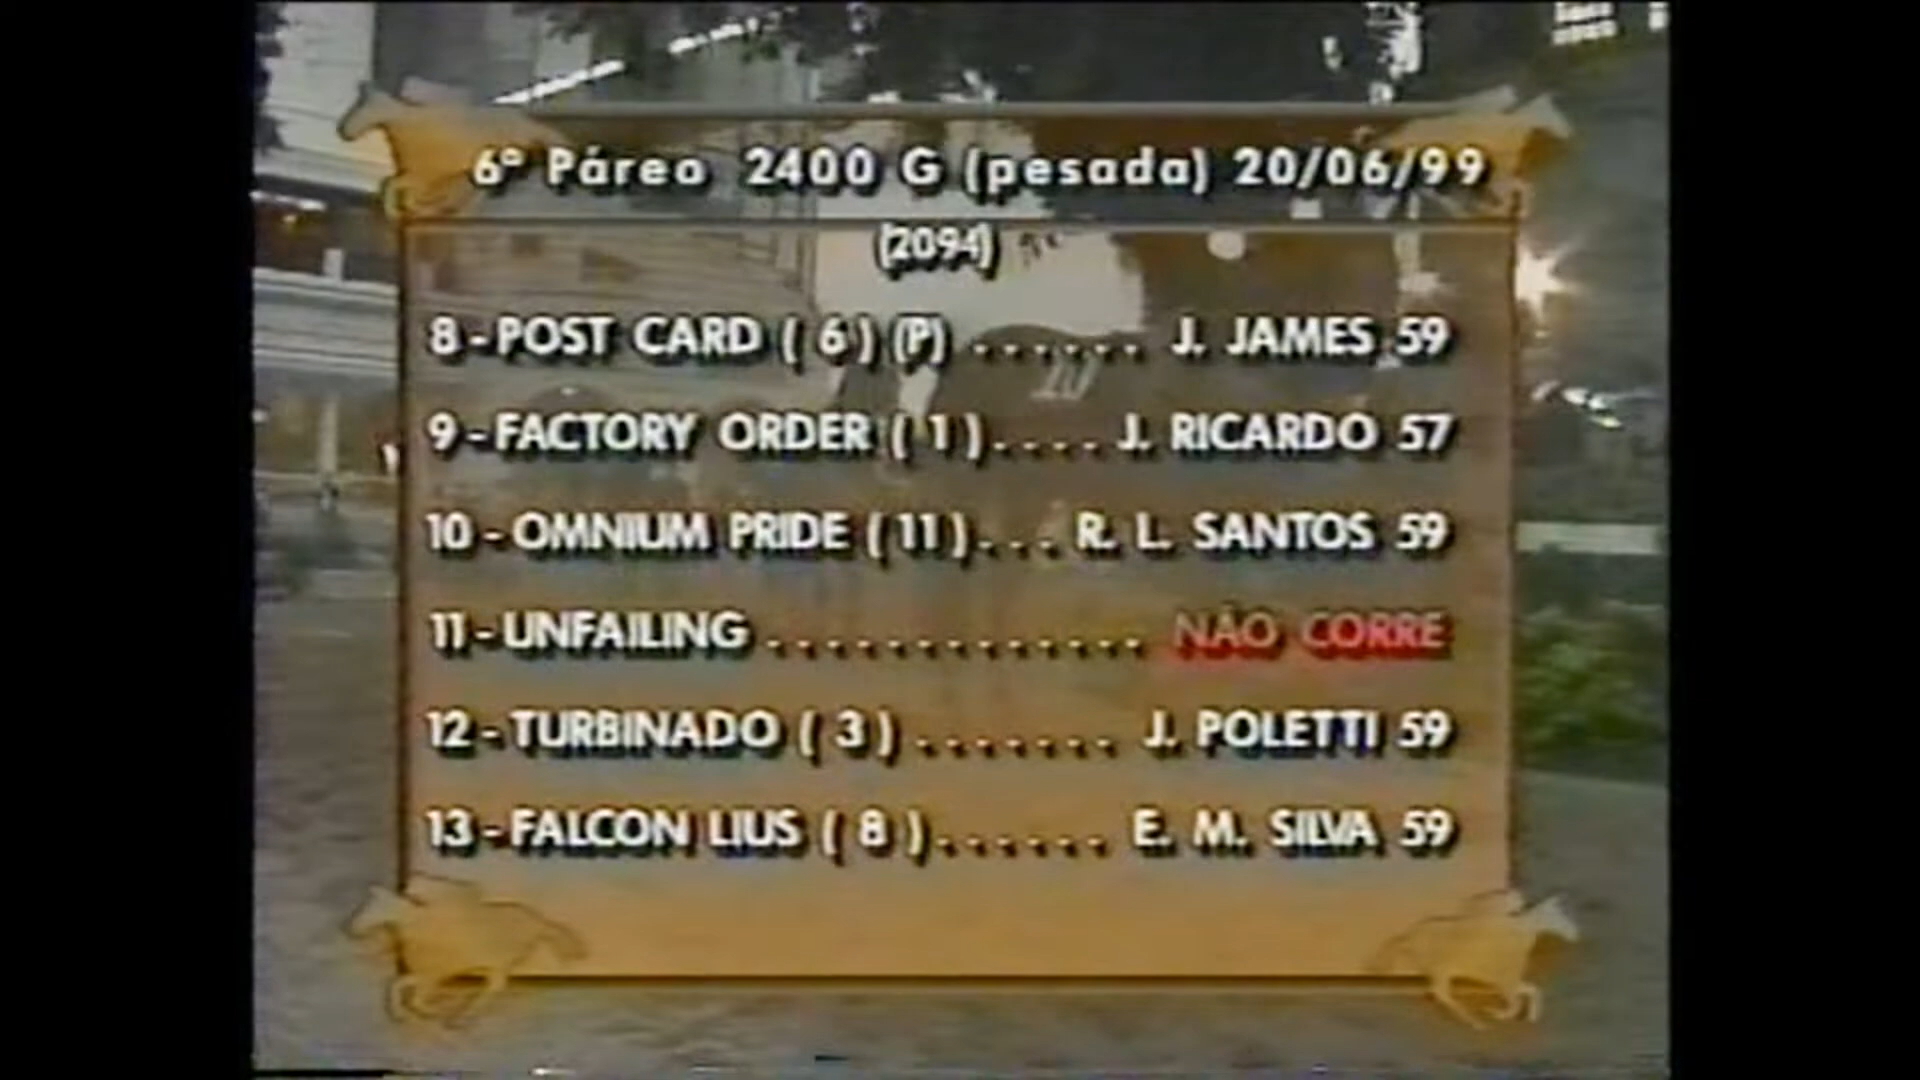 6º Páreo 2400 G (pesada) 20/06/99
(2094)
8 - POST CARD ( 6 ) (P) . . . . . . J. JAMES 59
9 - FACTORY ORDER ( 1 ) . . . . J. RICARDO 57
10 - OMNIUM PRIDE ( 11 ) . . . R. L. SANTOS 59
11 - UNFAILING . . . . . . . . . . . . . NÃO CORRE
12 - TURBINADO ( 3 ) . . . . . . . J. POLETTI 59
13 - FALCON LIUS ( 8 ) . . . . . . E. M. SILVA 59